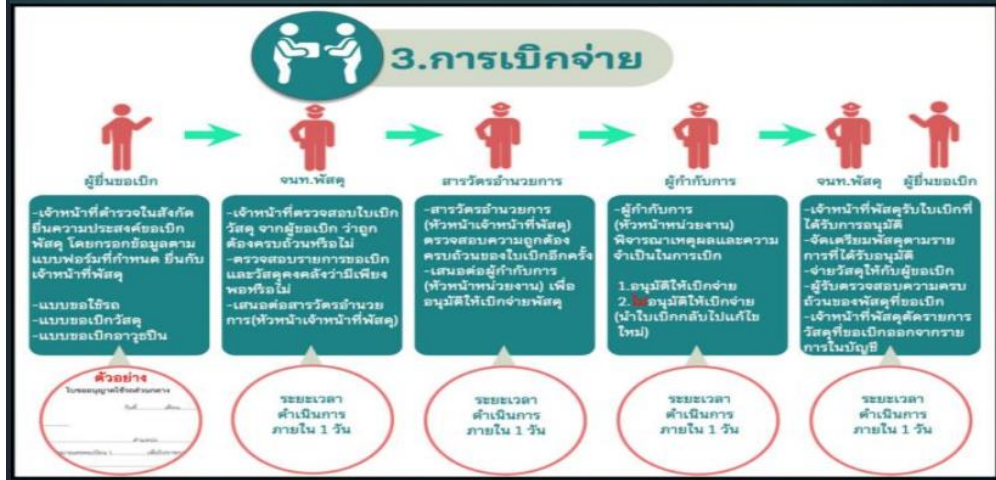 3.การเบิกจ่าย
ผู้ยื่นขอเบิก
จนท.พัสดุ
สารวัตรอำนวยการ
ผู้กำกับการ
จนท.พัสดุ
ผู้ยื่นขอเบิก
-เจ้าหน้าที่ตำรวจในสังกัด
ยื่นความประสงค์ขอเบิก
พัสดุ โดยกรอกข้อมูลตาม
แบบฟอร์มที่กำหนด ยื่นกับ
เจ้าหน้าที่พัสดุ
-แบบขอใช้รถ
-แบบขอเบิกวัสดุ
-แบบขอเบิกอาวุธปืน
-เจ้าหน้าที่ตรวจสอบใบเบิก
วัสดุ จากผู้ขอเบิก ว่าถูก
ต้องครบถ้วนหรือไม่
-ตรวจสอบรายการขอเบิก
และวัสดุคงคลังว่ามีเพียง
พอหรือไม่
-เสนอต่อสารวัตรอำนวย
การ(หัวหน้าเจ้าหน้าที่พัสดุ)
-สารวัตรอำนวยการ
(หัวหน้าเจ้าหน้าที่พัสดุ)
ตรวจสอบความถูกต้อง
ครบถ้วนของใบเบิกอีกครั้ง
-เสนอต่อผู้กำกับการ
(หัวหน้าหน่วยงาน) เพื่อ
อนุมัติให้เบิกจ่ายพัสดุ
-ผู้กำกับการ
(หัวหน้าหน่วยงาน)
พิจารณาเหตุผลและความ
จำเป็นในการเบิก
1.อนุมัติให้เบิกจ่าย
2.ไม่อนุมัติให้เบิกจ่าย
(นำใบเบิกกลับไปแก้ไข
ใหม่)
-เจ้าหน้าที่พัสดุรับใบเบิกที่
ได้รับการอนุมัติ
-จัดเตรียมพัสดุตามราย
การที่ได้รับอนุมัติ
-จ่ายวัสดุให้กับผู้ขอเบิก
-ผู้รับตรวจสอบความครบ
ถ้วนของพัสดุที่ขอเบิก
-เจ้าหน้าที่พัสดุตัดรายการ
วัสดุที่ขอเบิกออกจากราย
การในบัญชี
ตัวอย่าง
ใบขออนุญาตใช้รถส่วนกลาง
วันที่ เดือน
ตำแหน่ง
ระยะเวลา
ดำเนินการ
ภายใน 1 วัน
ระยะเวลา
ดำเนินการ
ภายใน 1 วัน
ระยะเวลา
ดำเนินการ
ภายใน 1 วัน
ระยะเวลา
ดำเนินการ
ภายใน 1 วัน